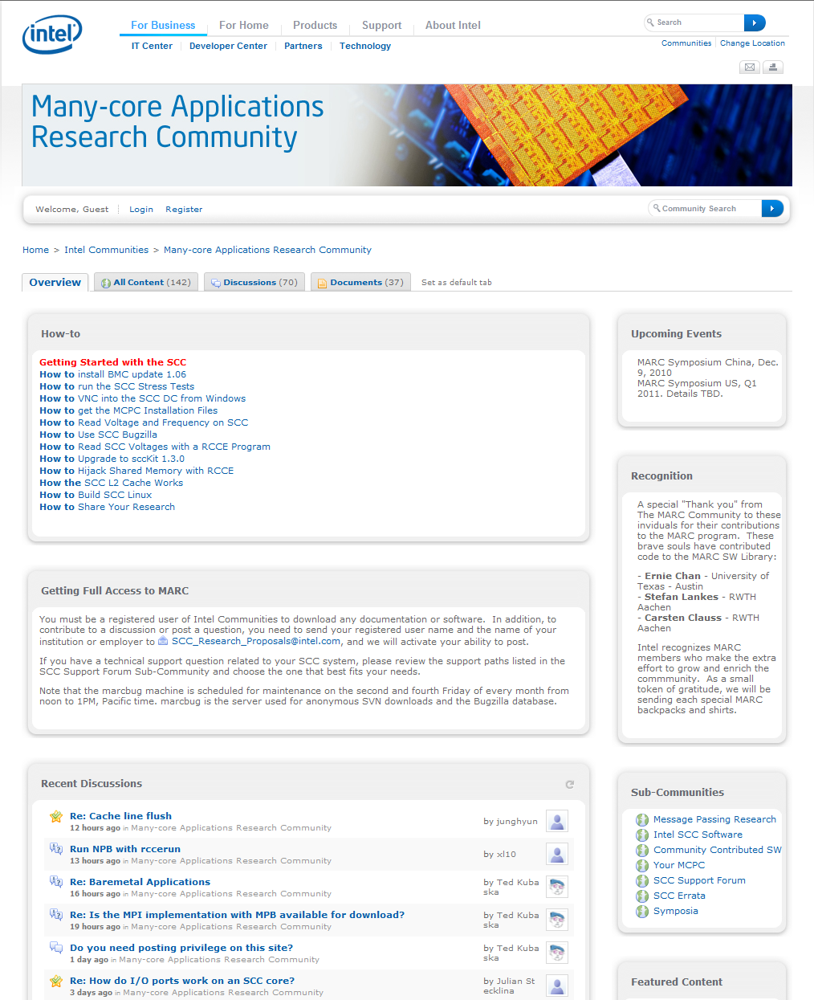 intel
For Business
For Home
Products
Support
About Intel
Search
IT Center
Developer Center
Partners
Technology
Communities
Change Location
Many-core Applications
Research Community
Welcome, Guest
Login
Register
Community Search
Home > Intel Communities > Many-core Applications Research Community
Overview
All Content (142)
Discussions (70)
Documents (37)
Set as default tab
How-to
Getting Started with the SCC
How to install BMC update 1.06
How to run the SCC Stress Tests
How to VNC into the SCC DC from Windows
How to get the MCPC Installation Files
How to Read Voltage and Frequency on SCC
How to Use SCC Bugzilla
How to Read SCC Voltages with a RCCE Program
How to Upgrade to sccKit 1.3.0
How to Hijack Shared Memory with RCCE
How the SCC L2 Cache Works
How to Build SCC Linux
How to Share Your Research
Getting Full Access to MARC
You must be a registered user of Intel Communities to download any documentation or software.  In addition, to
contribute to a discussion or post a question, you need to send your registered user name and the name of your
institution or employer to SCC_Research_Proposals@intel.com, and we will activate your ability to post.
If you have a technical support question related to your SCC system, please review the support paths listed in the
SCC Support Forum Sub-Community and choose the one that best fits your needs.
Note that the marcbug machine is scheduled for maintenance on the second and fourth Friday of every month from
noon to 1PM, Pacific time. marcbug is the server used for anonymous SVN downloads and the Bugzilla database.
Recent Discussions
Re: Cache line flush
12 hours ago in Many-core Applications Research Community
by junghyun
Run NPB with rccerun
13 hours ago in Many-core Applications Research Community
by xl10
Re: Baremetal Applications
16 hours ago in Many-core Applications Research Community
by Ted Kuba
ska
Re: Is the MPI implementation with MPB available for download?
19 hours ago in Many-core Applications Research Community
by Ted Kuba
ska
Do you need posting privilege on this site?
1 day ago in Many-core Applications Research Community
by Ted Kuba
ska
Re: How do I/O ports work on an SCC core?
3 days ago in Many-core Applications Research Community
by Julian St
ecklina
Upcoming Events
MARC Symposium China, Dec.
9, 2010
MARC Symposium US, Q1
2011. Details TBD.
Recognition
A special "Thank you" from
The MARC Community to these
inviduals for their contributions
to the MARC program.  These
brave souls have contributed
code to the MARC SW Library:
- Ernie Chan - University of
Texas - Austin
- Stefan Lankes - RWTH
Aachen
- Carsten Clauss - RWTH
Aachen
Intel recognizes MARC
members who make the extra
effort to grow and enrich the
commmunity.  As a small
token of gratitude, we will be
sending each special MARC
backpacks and shirts.
Sub-Communities
Message Passing Research
Intel SCC Software
Community Contributed SW
Your MCPC
SCC Support Forum
SCC Errata
Symposia
Featured Content